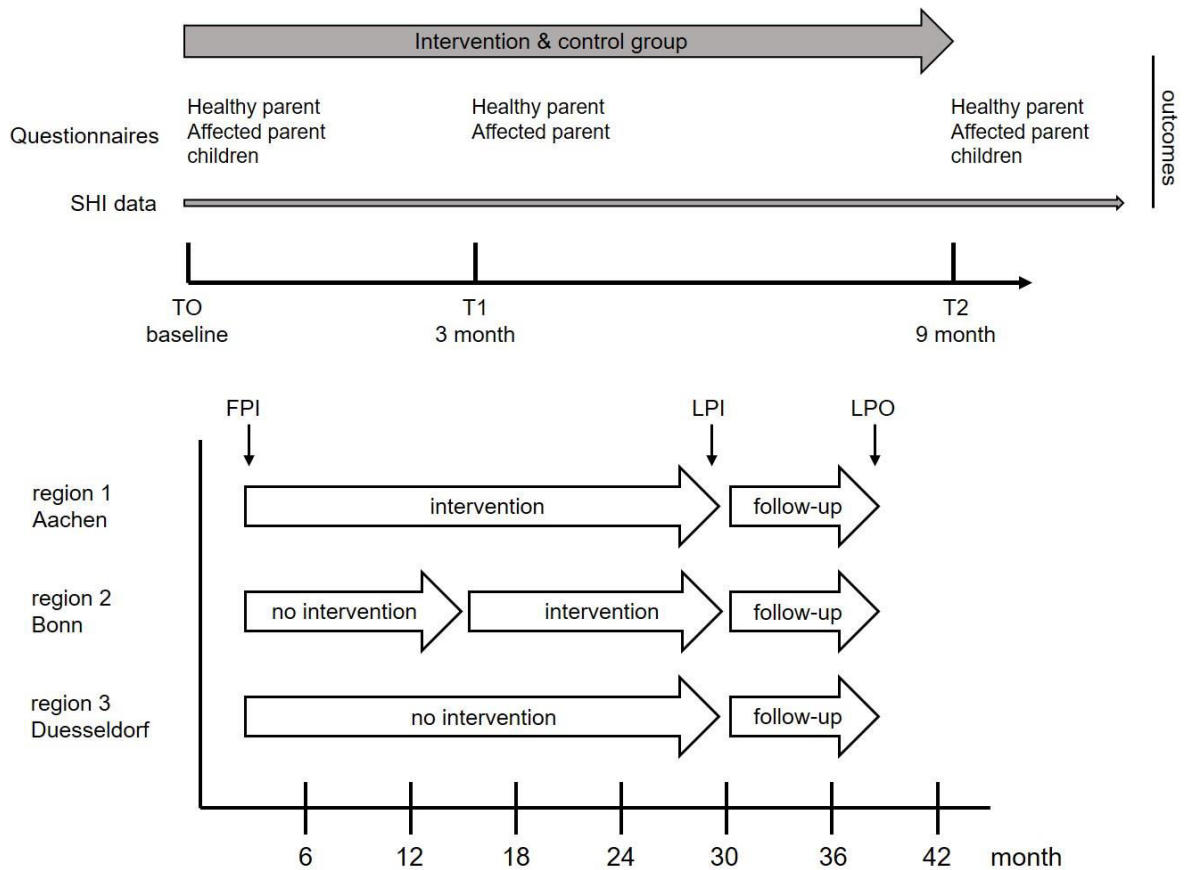 Intervention & control group
Questionnaires
Healthy parent
Affected parent
children
Healthy parent
Affected parent
Healthy parent
Affected parent
children
outcomes
SHI data
TO
baseline
T1
3 month
T2
9 month
FPI
LPI
LPO
region 1
Aachen
intervention
follow-up
region 2
Bonn
no intervention
intervention
follow-up
region 3
Duesseldorf
no intervention
follow-up
6 12 18 24 30 36 42 month